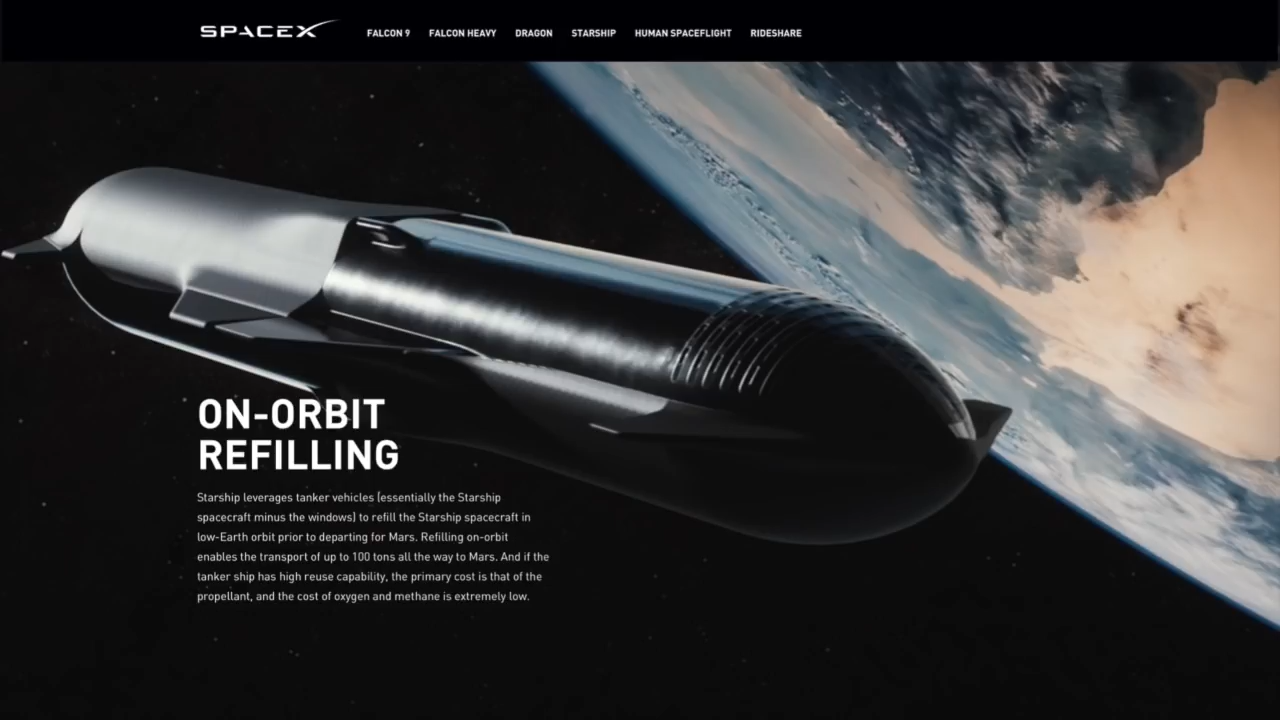 SPACEX FALCON 9 FALCON HEAVY DRAGON STARSHIP HUMAN SPACEFLIGHT RIDESHARE
ON-ORBIT
REFILLING
Starship leverages tanker vehicles (essentially the Starship
spacecraft minus the windows) to refill the Starship spacecraft in
low-Earth orbit prior to departing for Mars. Refilling on-orbit
enables the transport of up to 100 tons all the way to Mars. And if the
tanker ship has high reuse capability, the primary cost is that of the
propellant, and the cost of oxygen and methane is extremely low.